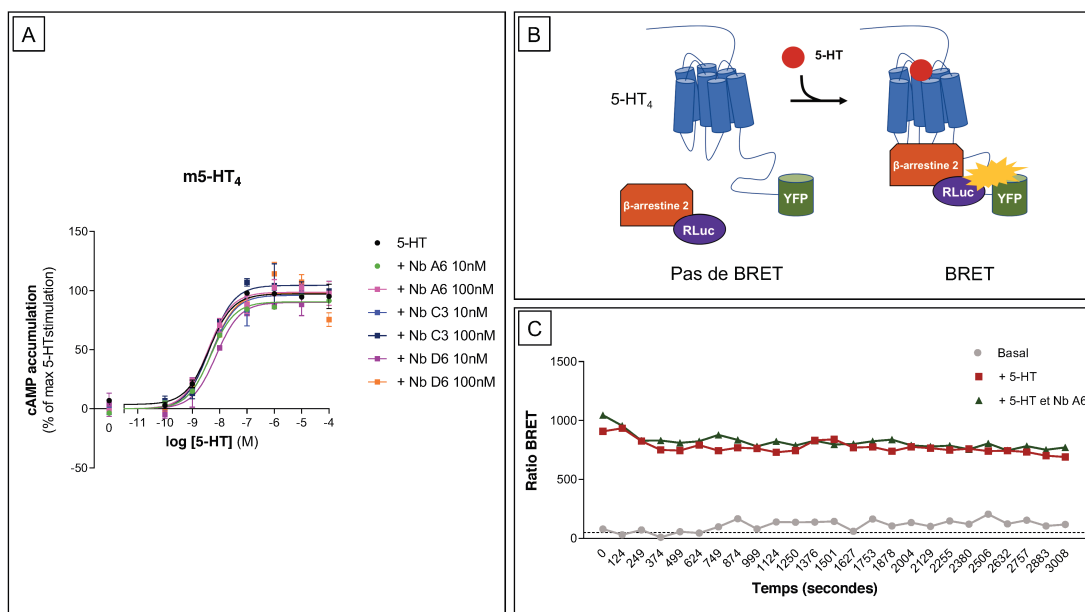 A
m5-HT4
150
100
50
0
-50
cAMP accumulation
(% of max 5-HTstimulation)
0 -11 -10 -9 -8 -7 -6 -5 -4
log [5-HT] (M)
5-HT
+ Nb A6 10nM
+ Nb A6 100nM
+ Nb C3 10nM
+ Nb C3 100nM
+ Nb D6 10nM
+ Nb D6 100nM
B
5-HT
5-HT4
β-arrestine 2
RLuc
YFP
β-arrestine 2
RLuc
YFP
Pas de BRET
BRET
C
1500
1000
500
0
Ratio BRET
Basal
+ 5-HT
+ 5-HT et Nb A6
0 124 249 374 499 624 749 874 999 1124 1250 1376 1501 1627 1753 1878 2004 2129 2255 2380 2506 2632 2757 2883 3008
Temps (secondes)